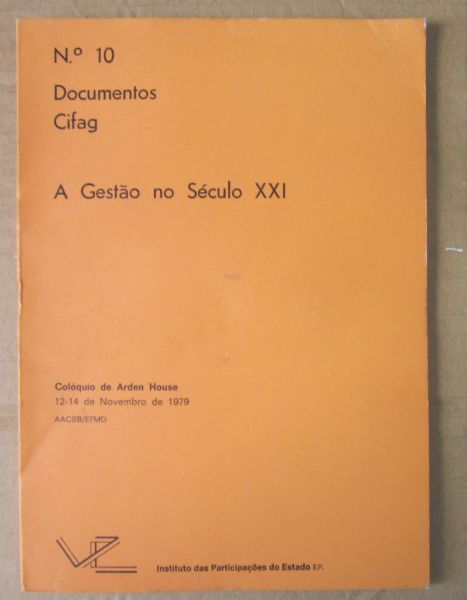 N.º 10
Documentos
Cifag
A Gestão no Século XXI
Colóquio de Arden House
12-14 de Novembro de 1979
AACSB/EFMD
Instituto das Participações do Estado E.P.